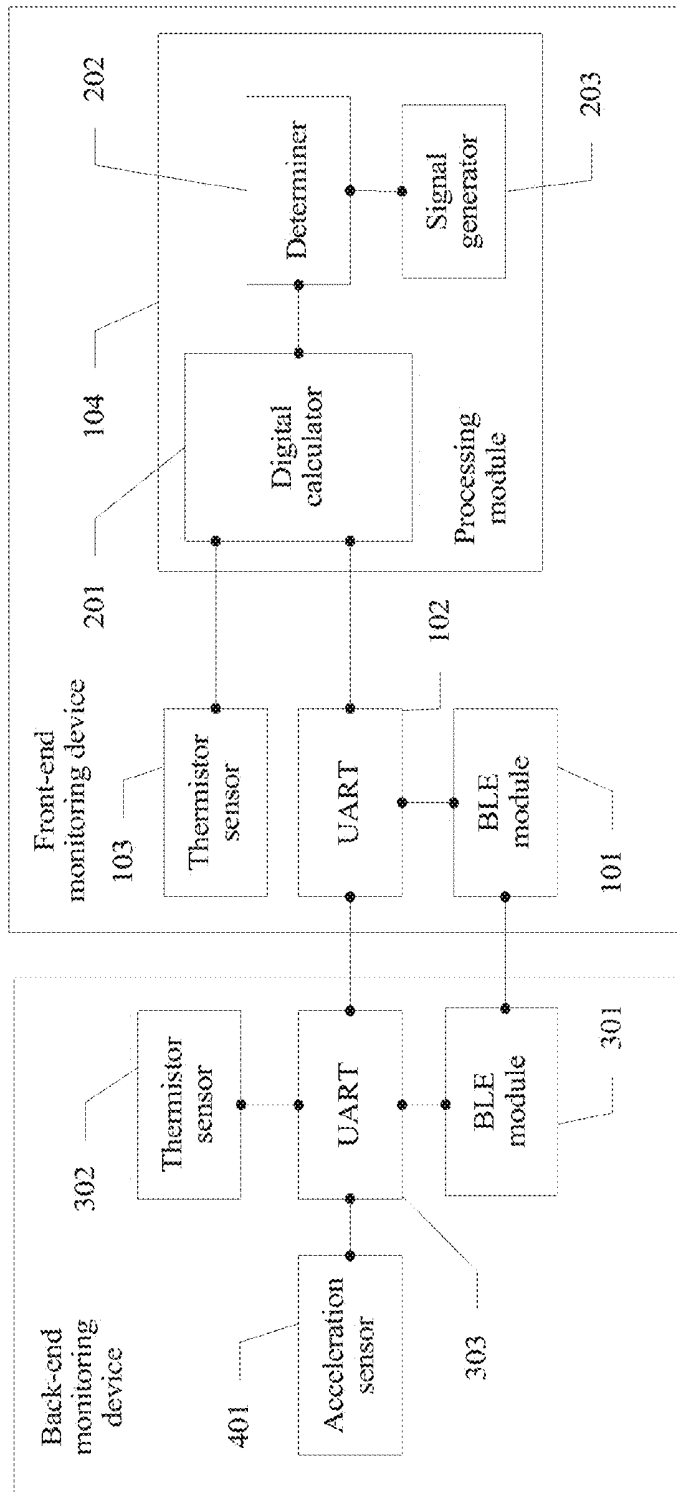 Back-end
monitoring
device
401
Acceleration
sensor
303
302
Thermistor
sensor
UART
BLE
module
301
Front-end
monitoring device
103
Thermistor
sensor
UART
102
BLE
module
101
201
104
202
Digital
calculator
Determiner
Signal
generator
203
Processing
module